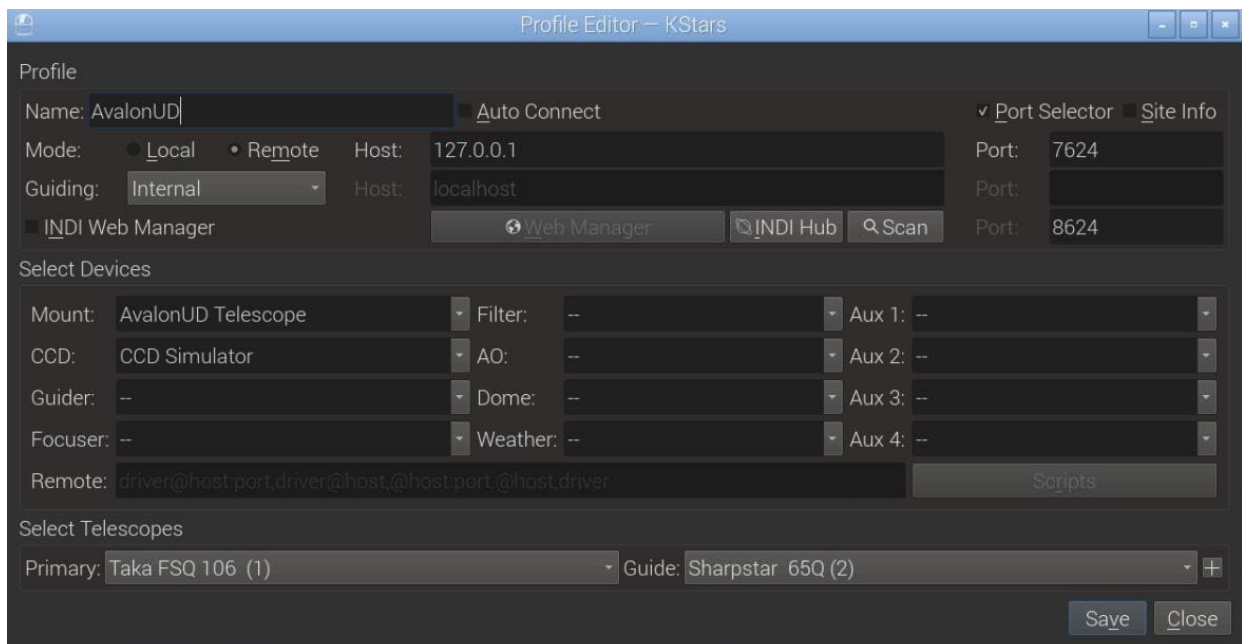 Profile Editor — KStars
Profile
Name: AvalonUD Auto Connect Port Selector Site Info
Mode: Local Remote Host: 127.0.0.1 Port: 7624
Guiding: Internal Host: localhost Port:
INDI Web Manager Web Manager INDI Hub Scan Port: 8624
Select Devices
Mount: AvalonUD Telescope Filter: -- Aux 1: --
CCD: CCD Simulator AO: -- Aux 2: --
Guider: -- Dome: -- Aux 3: --
Focuser: -- Weather: -- Aux 4: --
Remote: driver@host:port,driver@host,@host:port,@host,driver Scripts
Select Telescopes
Primary: Taka FSQ 106 (1) Guide: Sharpstar 65Q (2)
Save Close